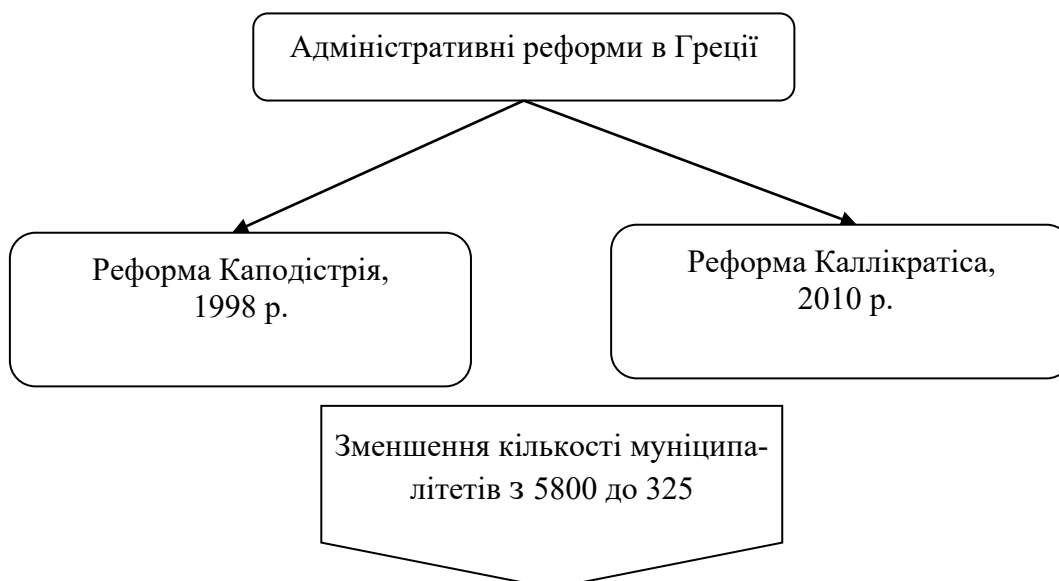 Адміністративні реформи в Греції
Реформа Каподістрія,
1998 р.
Реформа Каллікратіса,
2010 р.
Зменшення кількості муніципа-
літетів з 5800 до 325